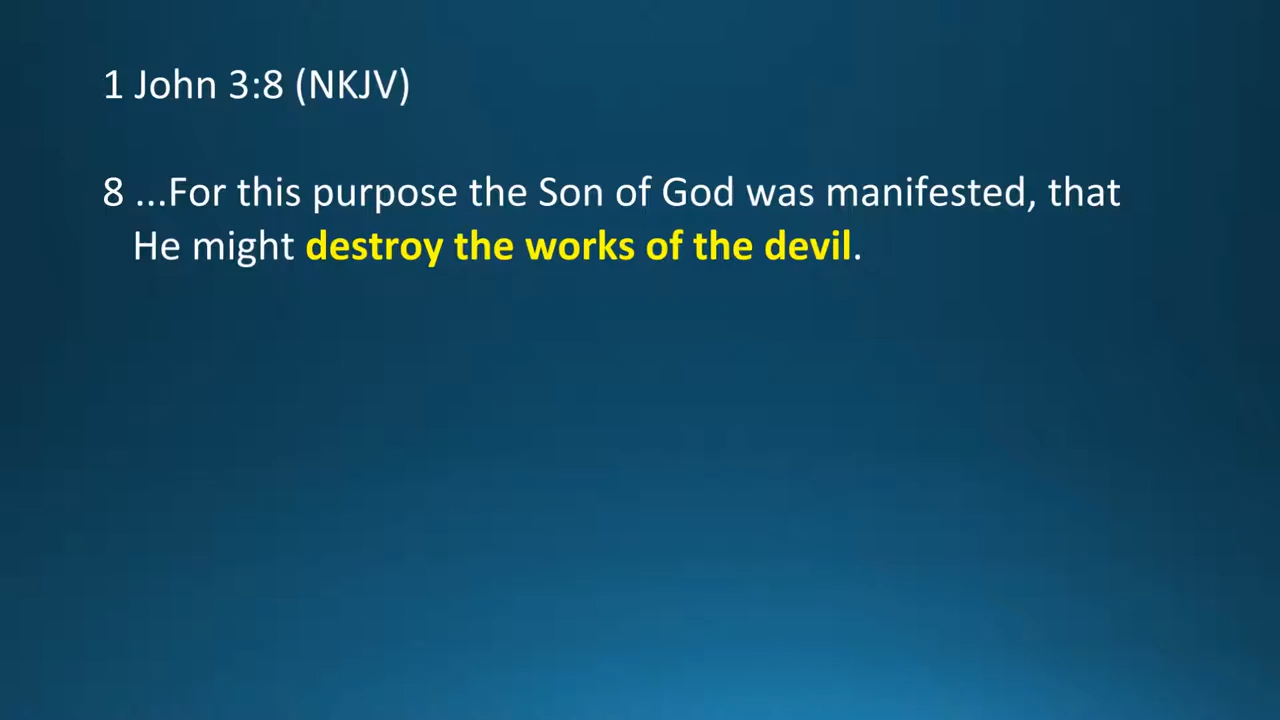 1 John 3:8 (NKJV)
8 ...For this purpose the Son of God was manifested, that
He might destroy the works of the devil.